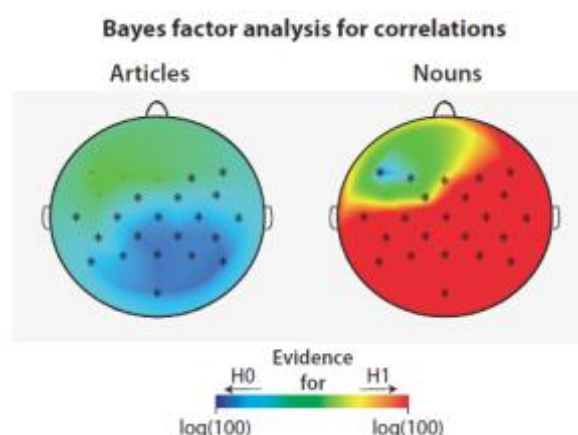 Bayes factor analysis for correlations
Articles Nouns
Evidence
H0 for H1
log(100) log(100)